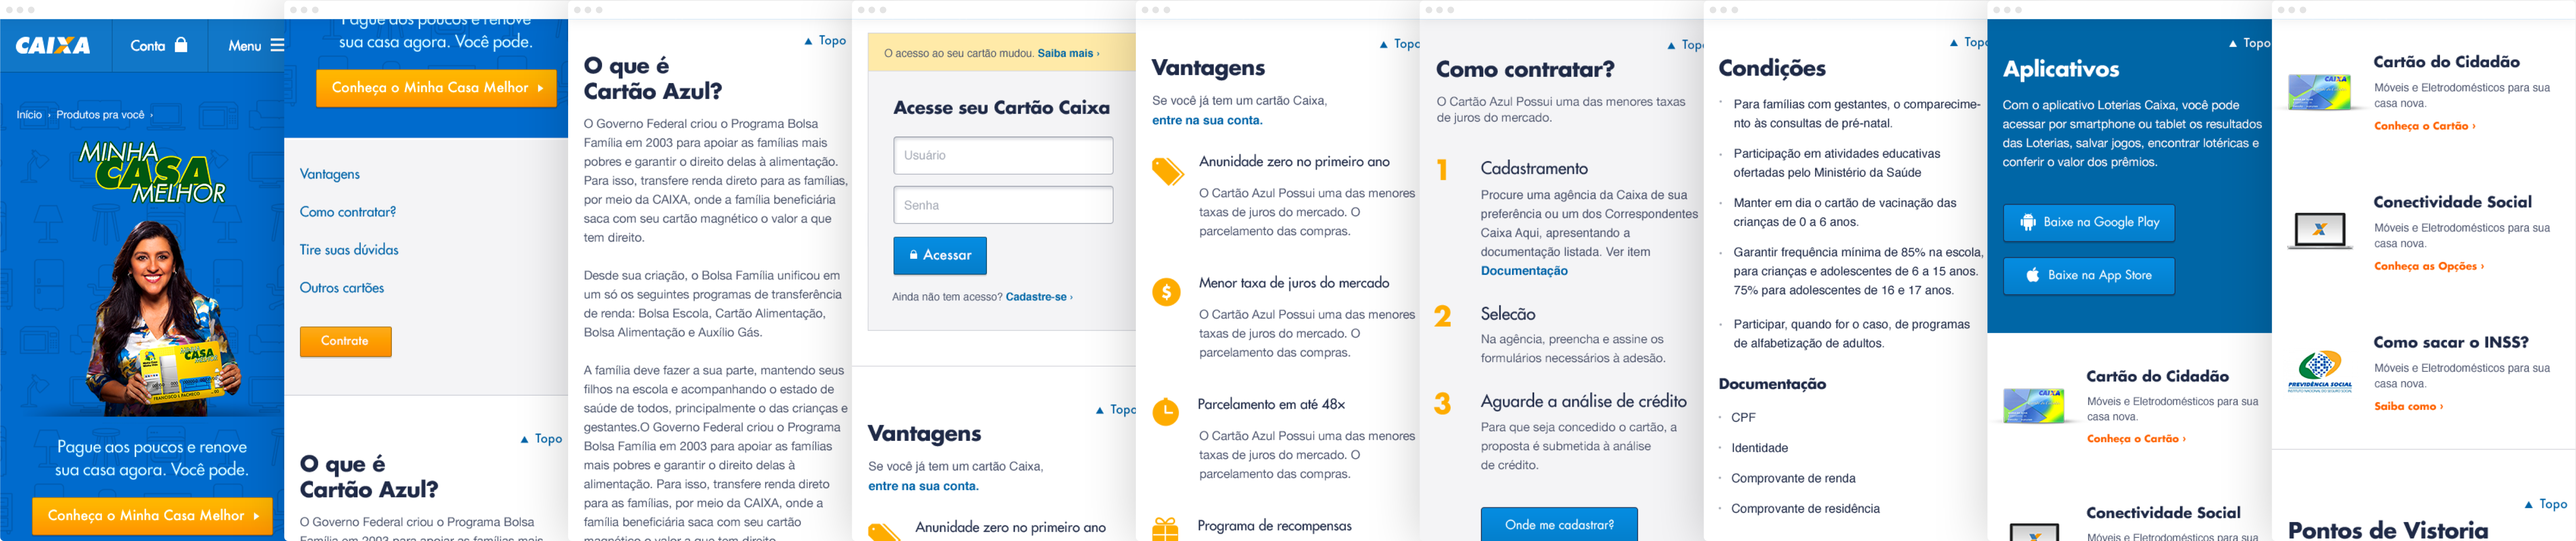 CAIXA
Conta
Menu
Início › Produtos pra você ›
MINHA
CASA
MELHOR
MINHA
CASA
MELHOR
FRANCISCO L PACHECO
Pague aos poucos e renove
sua casa agora. Você pode.
Conheça o Minha Casa Melhor
Pague aos poucos e renove
sua casa agora. Você pode.
Conheça o Minha Casa Melhor
Vantagens
Como contratar?
Tire suas dúvidas
Outros cartões
Contrate
▲ Topo
O que é
Cartão Azul?
O Governo Federal criou o Programa Bolsa
Família em 2003 para apoiar as famílias mais
▲ Topo
O que é
Cartão Azul?
O Governo Federal criou o Programa Bolsa
Família em 2003 para apoiar as famílias mais
pobres e garantir o direito delas à alimentação.
Para isso, transfere renda direto para as famílias,
por meio da CAIXA, onde a família beneficiária
saca com seu cartão magnético o valor a que
tem direito.
Desde sua criação, o Bolsa Família unificou em
um só os seguintes programas de transferência
de renda: Bolsa Escola, Cartão Alimentação,
Bolsa Alimentação e Auxílio Gás.
A família deve fazer a sua parte, mantendo seus
filhos na escola e acompanhando o estado de
saúde de todos, principalmente o das crianças e
gestantes.O Governo Federal criou o Programa
Bolsa Família em 2003 para apoiar as famílias
mais pobres e garantir o direito delas à
alimentação. Para isso, transfere renda direto
para as famílias, por meio da CAIXA, onde a
família beneficiária saca com seu cartão
magnético o valor a que tem direito.
O acesso ao seu cartão mudou. Saiba mais ›
Acesse seu Cartão Caixa
Usuário
Senha
Acessar
Ainda não tem acesso? Cadastre-se ›
▲ Topo
Vantagens
Se você já tem um cartão Caixa,
entre na sua conta.
Anunidade zero no primeiro ano
▲ Topo
Vantagens
Se você já tem um cartão Caixa,
entre na sua conta.
Anunidade zero no primeiro ano
O Cartão Azul Possui uma das menores
taxas de juros do mercado. O
parcelamento das compras.
Menor taxa de juros do mercado
O Cartão Azul Possui uma das menores
taxas de juros do mercado. O
parcelamento das compras.
Parcelamento em até 48x
O Cartão Azul Possui uma das menores
taxas de juros do mercado. O
parcelamento das compras.
Programa de recompensas
▲ Topo
Como contratar?
O Cartão Azul Possui uma das menores taxas
de juros do mercado.
1 Cadastramento
Procure uma agência da Caixa de sua
preferência ou um dos Correspondentes
Caixa Aqui, apresentando a
documentação listada. Ver item
Documentação
2 Selecão
Na agência, preencha e assine os
formulários necessários à adesão.
3 Aguarde a análise de crédito
Para que seja concedido o cartão, a
proposta é submetida à análise
de crédito.
Onde me cadastrar?
▲ Topo
Condições
· Para famílias com gestantes, o comparecime-
nto às consultas de pré-natal.
· Participação em atividades educativas
ofertadas pelo Ministério da Saúde
· Manter em dia o cartão de vacinação das
crianças de 0 a 6 anos.
· Garantir frequência mínima de 85% na escola,
para crianças e adolescentes de 6 a 15 anos.
75% para adolescentes de 16 e 17 anos.
· Participar, quando for o caso, de programas
de alfabetização de adultos.
Documentação
· CPF
· Identidade
· Comprovante de renda
· Comprovante de residência
▲ Topo
Aplicativos
Com o aplicativo Loterias Caixa, você pode
acessar por smartphone ou tablet os resultados
das Loterias, salvar jogos, encontrar lotéricas e
conferir o valor dos prêmios.
Baixe na Google Play
Baixe na App Store
CAIXA
Cartão do Cidadão
Móveis e Eletrodomésticos para sua
casa nova.
Conheça o Cartão ›
Conectividade Social
Móveis e Eletrodomésticos para sua
CAIXA
Cartão do Cidadão
Móveis e Eletrodomésticos para sua
casa nova.
Conheça o Cartão ›
Conectividade Social
Móveis e Eletrodomésticos para sua
casa nova.
Conheça as Opções ›
PREVIDÊNCIA SOCIAL
Como sacar o INSS?
Móveis e Eletrodomésticos para sua
casa nova.
Saiba como ›
▲ Topo
Pontos de Vistoria